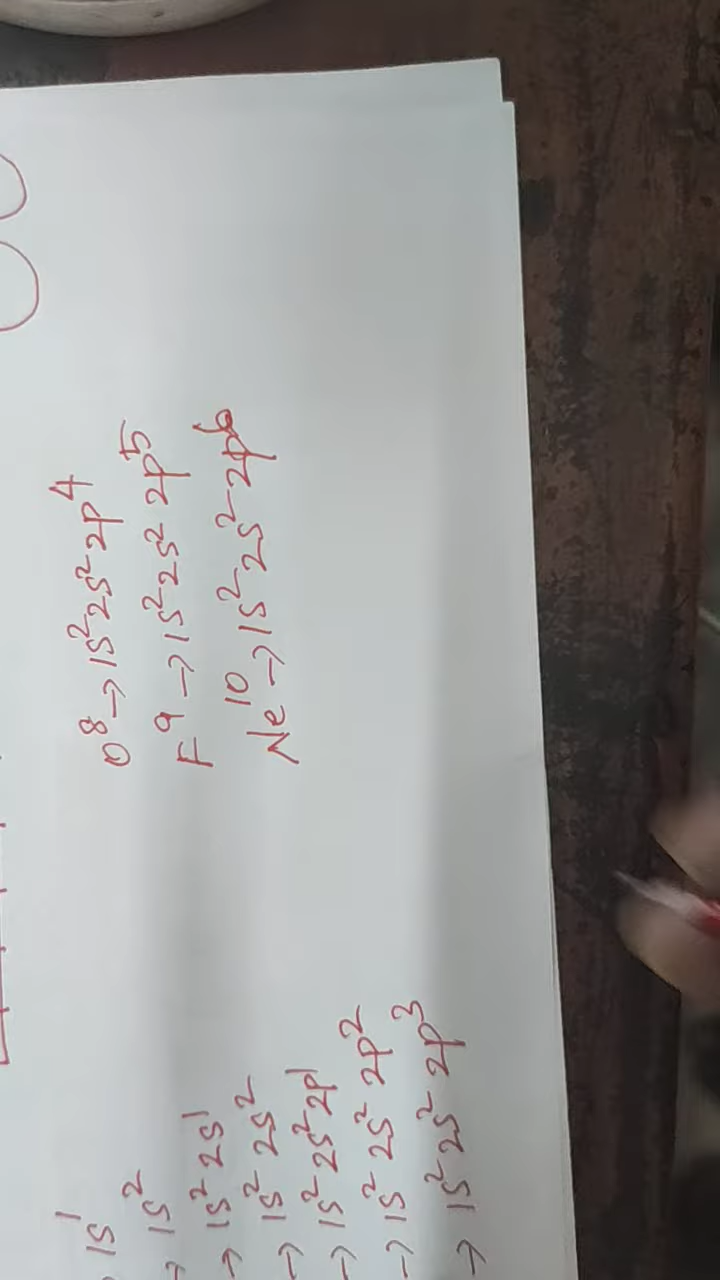 1s¹
→ 1s²
→ 1s² 2s¹
→ 1s² 2s²
→ 1s² 2s² 2p¹
→ 1s² 2s² 2p²
→ 1s² 2s² 2p³
O⁸ → 1s² 2s² 2p⁴
F⁹ → 1s² 2s² 2p⁵
Ne¹⁰ → 1s² 2s² 2p⁶